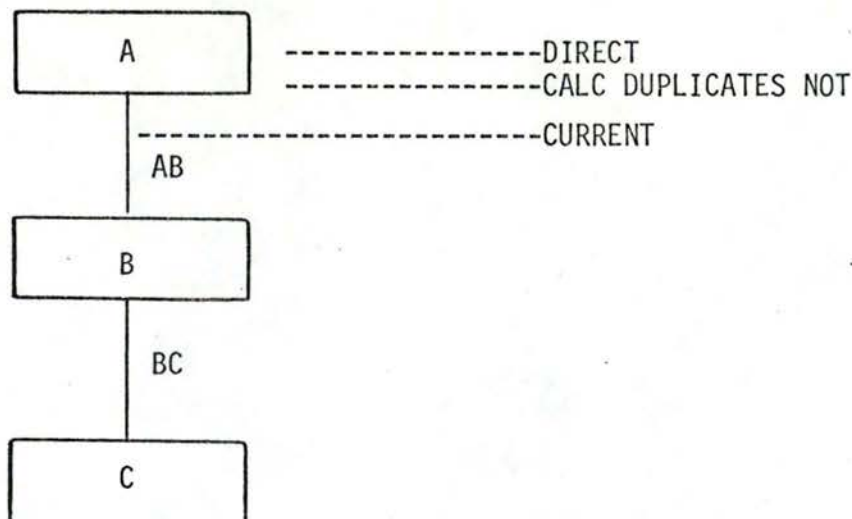 A
DIRECT
CALC DUPLICATES NOT
CURRENT
AB
B
BC
C